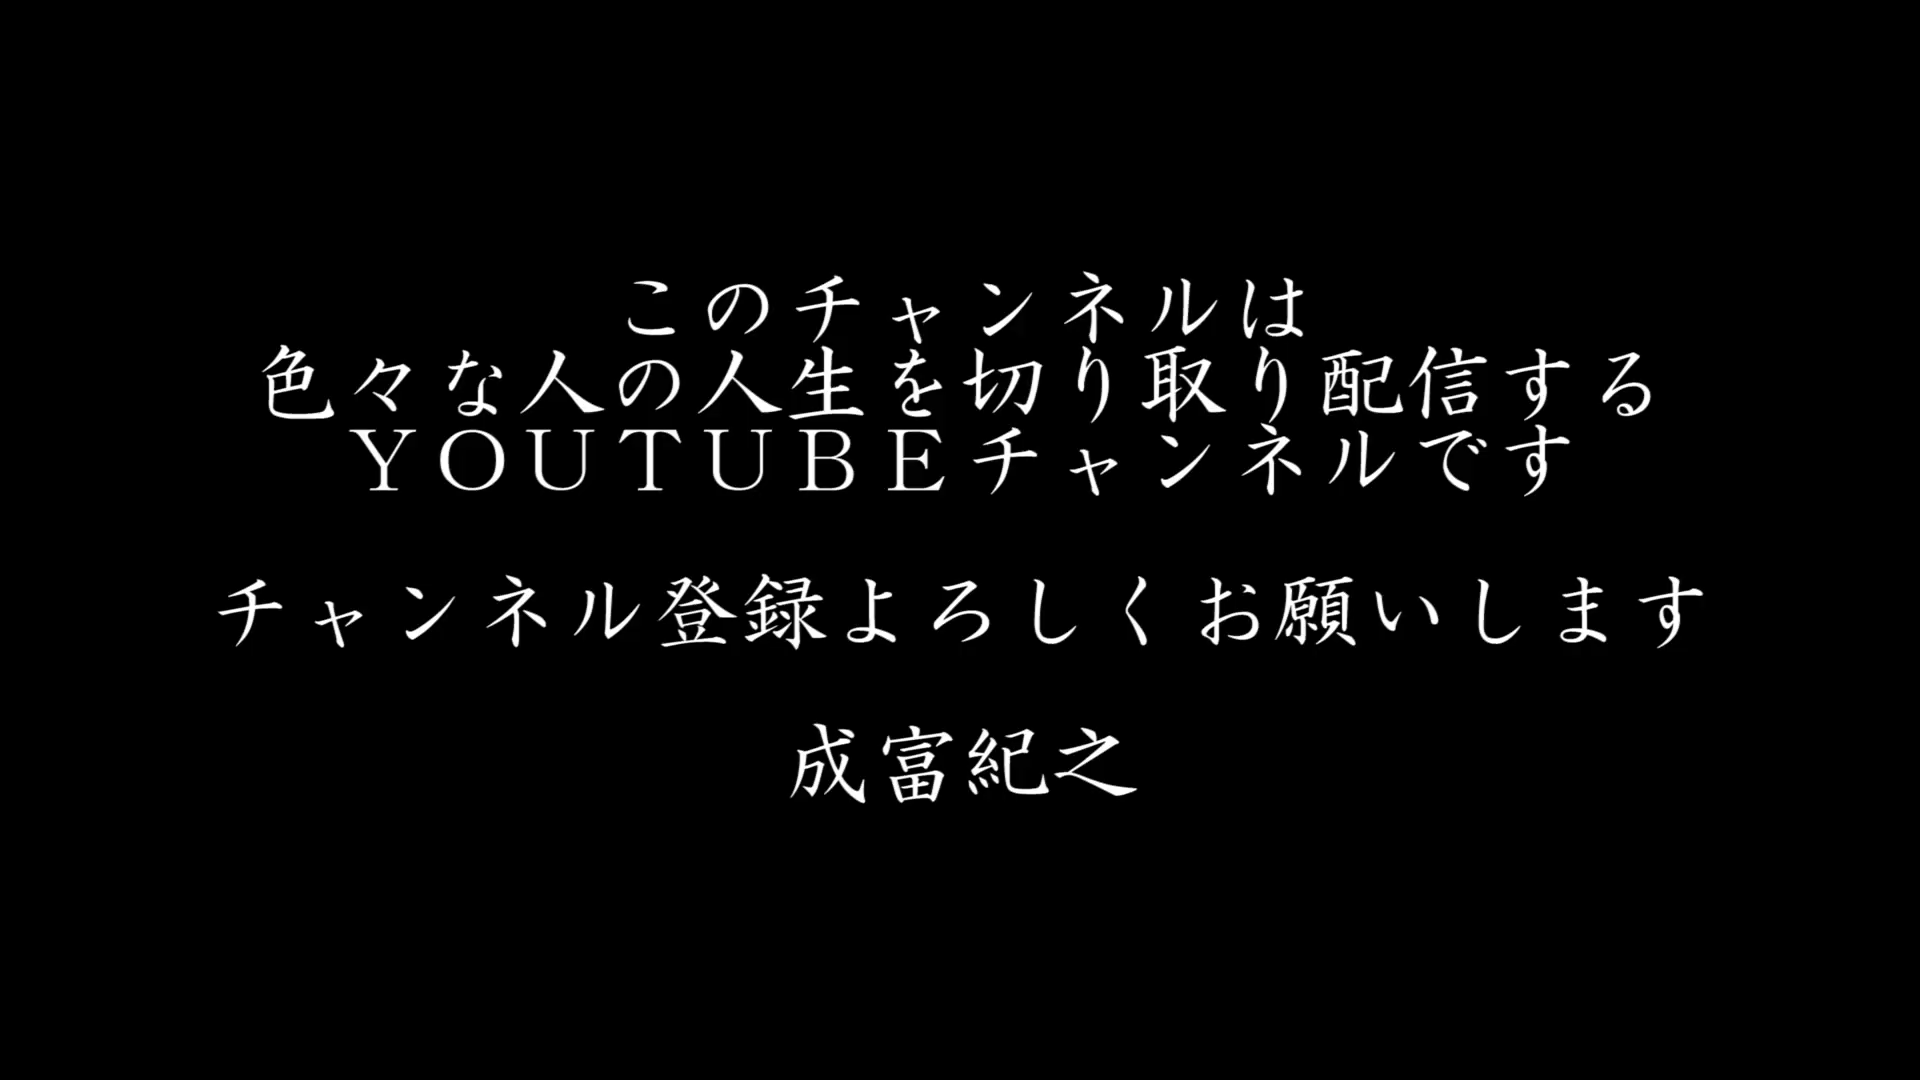 このチャンネルは
色々な人の人生を切り取り配信する
ＹＯＵＴＵＢＥチャンネルです
チャンネル登録よろしくお願いします
成富紀之